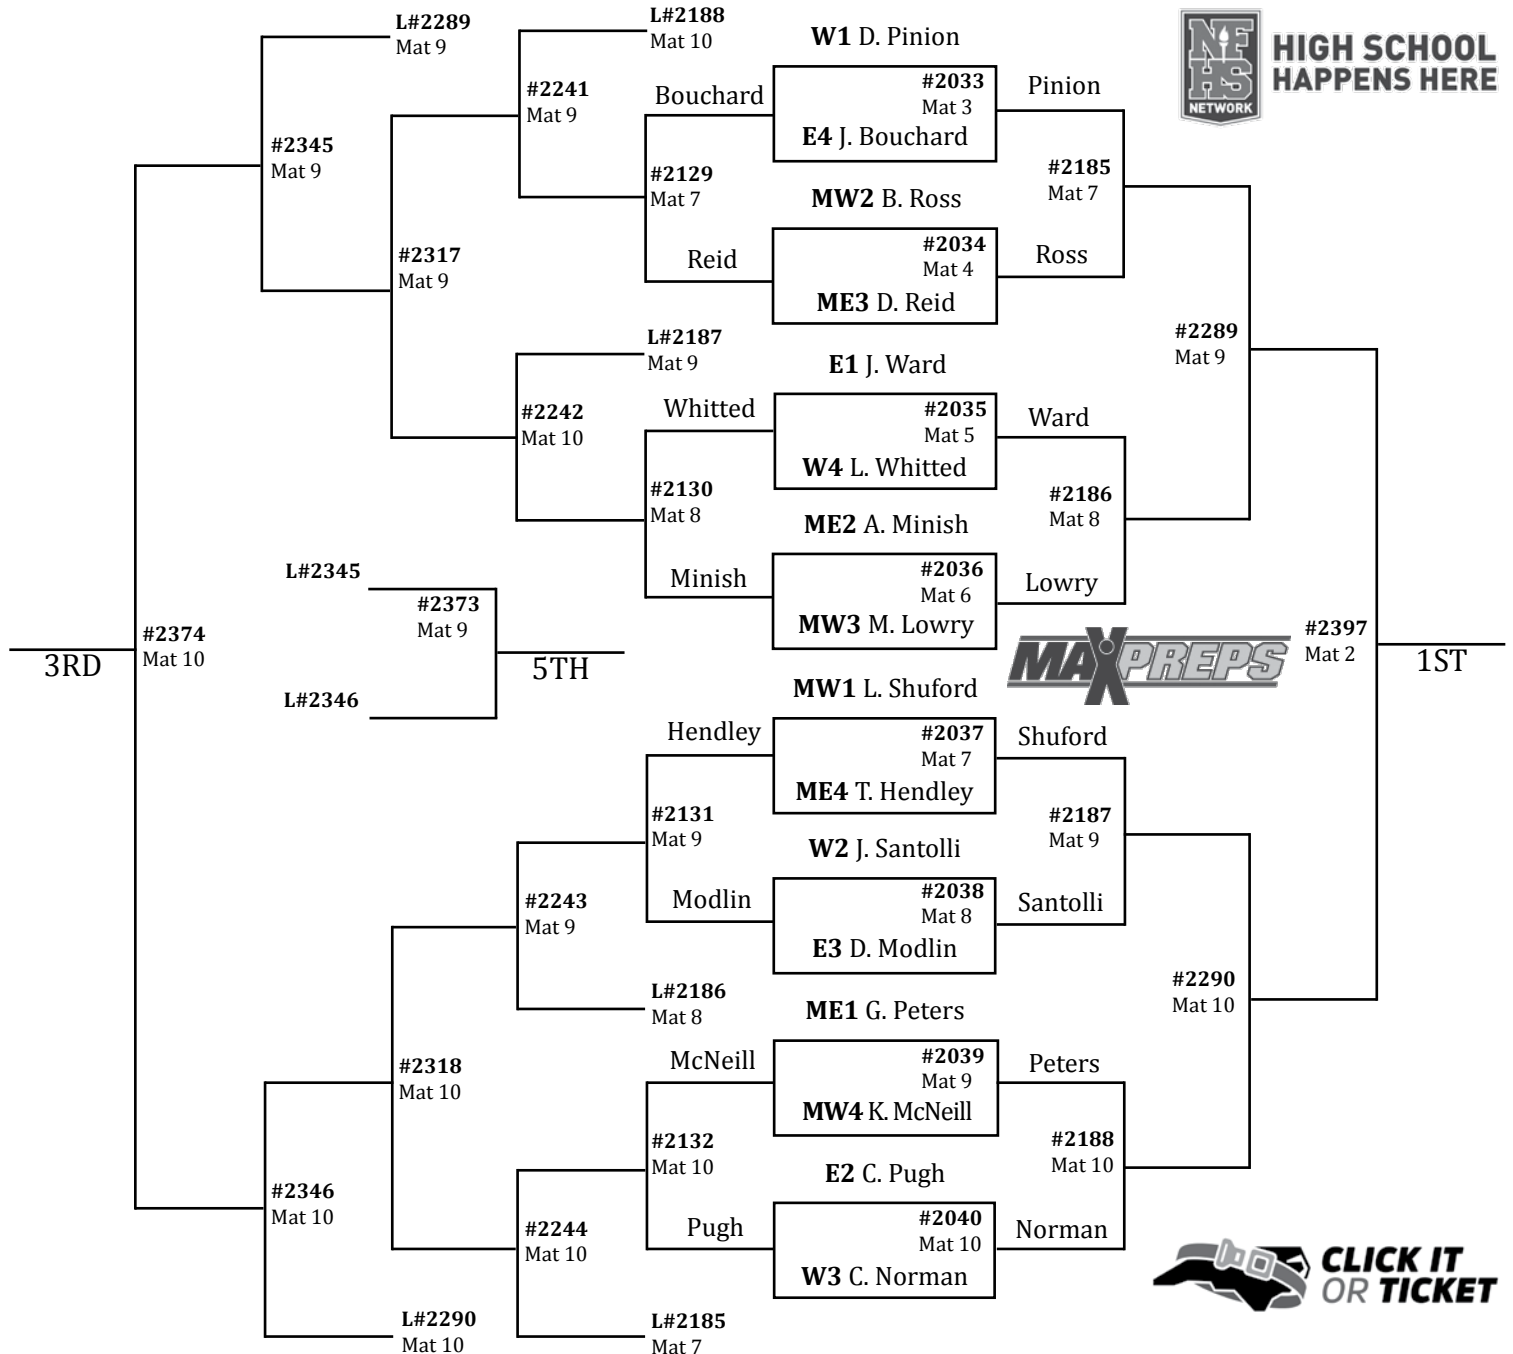 L#2289
Mat 9
L#2188
Mat 10
W1 D. Pinion
NFHS
NETWORK
HIGH SCHOOL
HAPPENS HERE
#2241
Mat 9
Bouchard
#2033
Mat 3
Pinion
E4 J. Bouchard
#2345
Mat 9
#2129
Mat 7
#2185
Mat 7
MW2 B. Ross
#2317
Mat 9
Reid
#2034
Mat 4
Ross
ME3 D. Reid
L#2187
Mat 9
#2289
Mat 9
E1 J. Ward
#2242
Mat 10
Whitted
#2035
Mat 5
Ward
W4 L. Whitted
#2130
Mat 8
#2186
Mat 8
ME2 A. Minish
L#2345
Minish
#2036
Mat 6
Lowry
#2373
Mat 9
MW3 M. Lowry
#2374
Mat 10
3RD
5TH
MAXPREPS
#2397
Mat 2
1ST
L#2346
MW1 L. Shuford
Hendley
#2037
Mat 7
Shuford
ME4 T. Hendley
#2131
Mat 9
#2187
Mat 9
W2 J. Santolli
#2243
Mat 9
Modlin
#2038
Mat 8
Santolli
E3 D. Modlin
L#2186
Mat 8
#2290
Mat 10
ME1 G. Peters
#2318
Mat 10
McNeill
#2039
Mat 9
Peters
MW4 K. McNeill
#2132
Mat 10
#2188
Mat 10
E2 C. Pugh
#2346
Mat 10
#2244
Mat 10
Pugh
#2040
Mat 10
Norman
W3 C. Norman
CLICK IT
OR TICKET
L#2290
Mat 10
L#2185
Mat 7